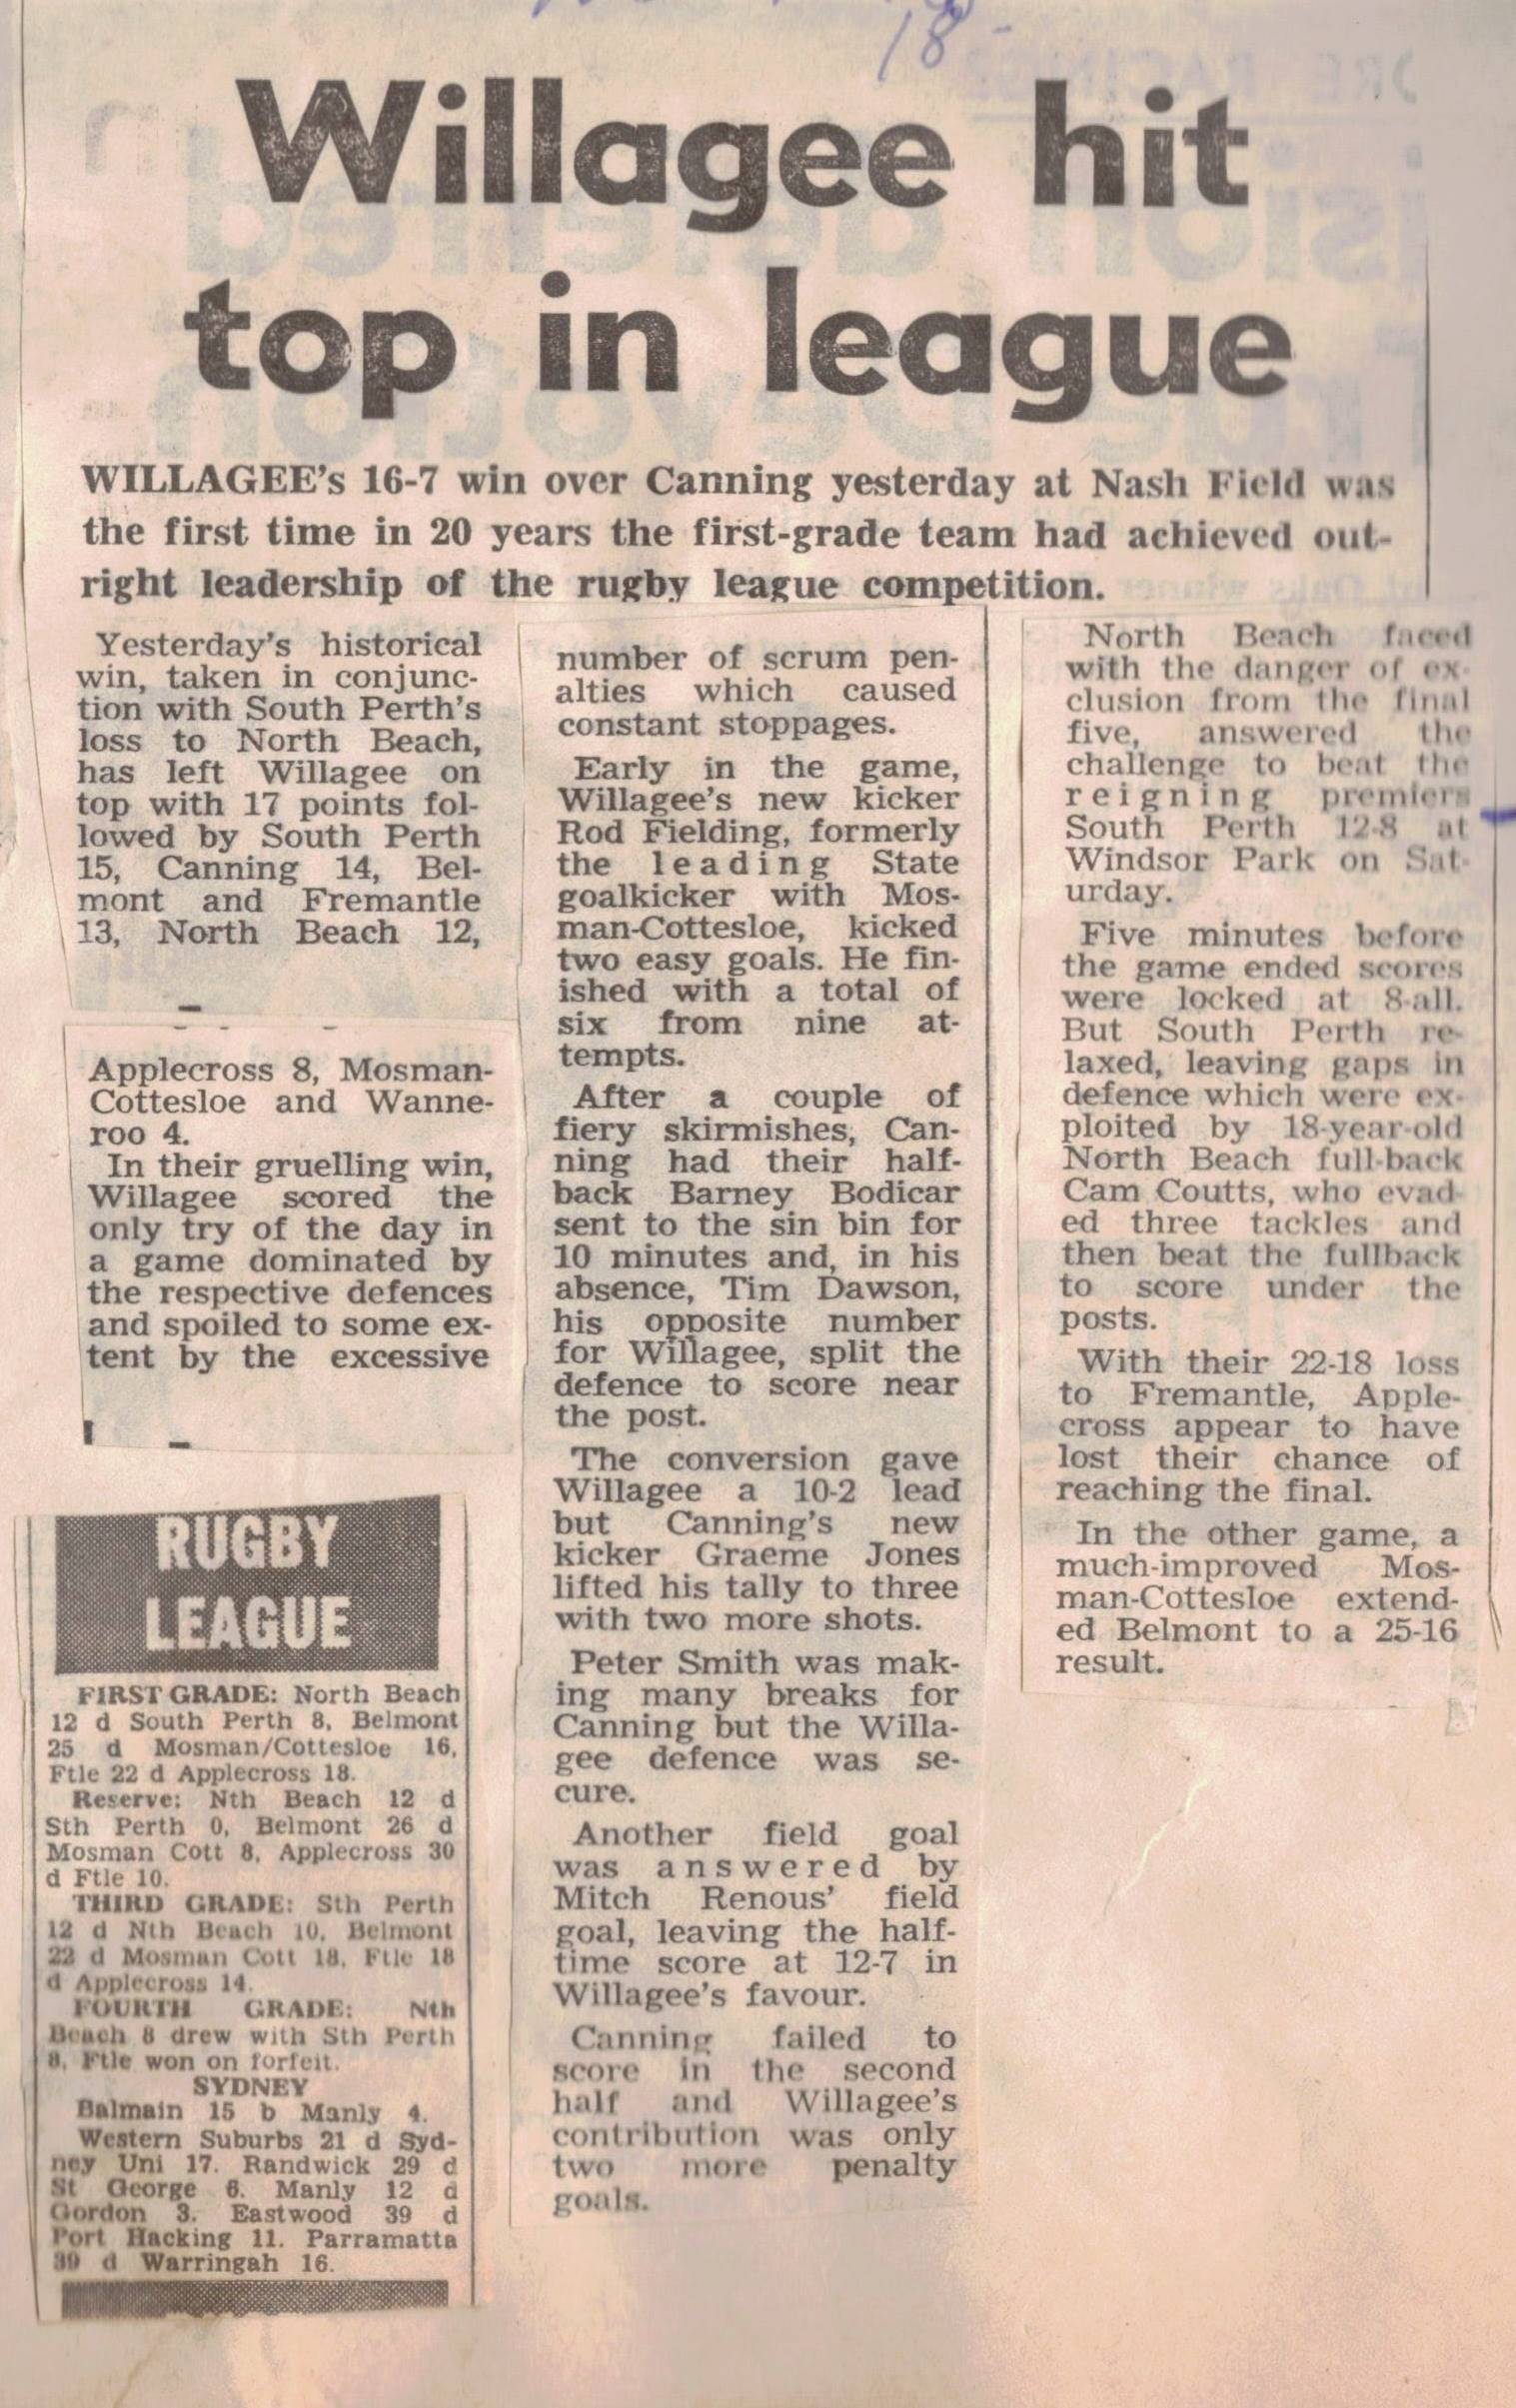 18
Willagee hit
top in league
WILLAGEE's 16-7 win over Canning yesterday at Nash Field was
the first time in 20 years the first-grade team had achieved out-
right leadership of the rugby league competition.
Yesterday's historical
win, taken in conjunc-
tion with South Perth's
loss to North Beach,
has left Willagee on
top with 17 points fol-
lowed by South Perth
15, Canning 14, Bel-
mont and Fremantle
13, North Beach 12,
Applecross 8, Mosman-
Cottesloe and Wanne-
roo 4.
In their gruelling win,
Willagee scored the
only try of the day in
a game dominated by
the respective defences
and spoiled to some ex-
tent by the excessive
number of scrum pen-
alties which caused
constant stoppages.
Early in the game,
Willagee's new kicker
Rod Fielding, formerly
the leading State
goalkicker with Mos-
man-Cottesloe, kicked
two easy goals. He fin-
ished with a total of
six from nine at-
tempts.
After a couple of
fiery skirmishes, Can-
ning had their half-
back Barney Bodicar
sent to the sin bin for
10 minutes and, in his
absence, Tim Dawson,
his opposite number
for Willagee, split the
defence to score near
the post.
The conversion gave
Willagee a 10-2 lead
but Canning's new
kicker Graeme Jones
lifted his tally to three
with two more shots.
Peter Smith was mak-
ing many breaks for
Canning but the Willa-
gee defence was se-
cure.
Another field goal
was answered by
Mitch Renous' field
goal, leaving the half-
time score at 12-7 in
Willagee's favour.
Canning failed to
score in the second
half and Willagee's
contribution was only
two more penalty
goals.
North Beach faced
with the danger of ex-
clusion from the final
five, answered the
challenge to beat the
reigning premiers
South Perth 12-8 at
Windsor Park on Sat-
urday.
Five minutes before
the game ended scores
were locked at 8-all.
But South Perth re-
laxed, leaving gaps in
defence which were ex-
ploited by 18-year-old
North Beach full-back
Cam Coutts, who evad-
ed three tackles and
then beat the fullback
to score under the
posts.
With their 22-18 loss
to Fremantle, Apple-
cross appear to have
lost their chance of
reaching the final.
In the other game, a
much-improved Mos-
man-Cottesloe extend-
ed Belmont to a 25-16
result.
RUGBY
LEAGUE
FIRST GRADE: North Beach
12 d South Perth 8, Belmont
25 d Mosman/Cottesloe 16,
Ftle 22 d Applecross 18.
Reserve: Nth Beach 12 d
Sth Perth 0, Belmont 26 d
Mosman Cott 8, Applecross 30
d Ftle 10.
THIRD GRADE: Sth Perth
12 d Nth Beach 10, Belmont
22 d Mosman Cott 18, Ftle 18
d Applecross 14.
FOURTH GRADE: Nth
Beach 8 drew with Sth Perth
8, Ftle won on forfeit.
SYDNEY
Balmain 15 b Manly 4.
Western Suburbs 21 d Syd-
ney Uni 17. Randwick 29 d
St George 6. Manly 12 d
Gordon 3. Eastwood 39 d
Port Hacking 11. Parramatta
39 d Warringah 16.